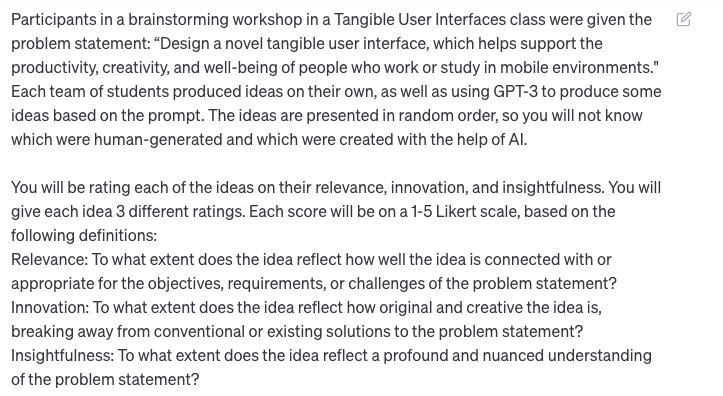 Participants in a brainstorming workshop in a Tangible User Interfaces class were given the
problem statement: “Design a novel tangible user interface, which helps support the
productivity, creativity, and well-being of people who work or study in mobile environments."
Each team of students produced ideas on their own, as well as using GPT-3 to produce some
ideas based on the prompt. The ideas are presented in random order, so you will not know
which were human-generated and which were created with the help of AI.
You will be rating each of the ideas on their relevance, innovation, and insightfulness. You will
give each idea 3 different ratings. Each score will be on a 1-5 Likert scale, based on the
following definitions:
Relevance: To what extent does the idea reflect how well the idea is connected with or
appropriate for the objectives, requirements, or challenges of the problem statement?
Innovation: To what extent does the idea reflect how original and creative the idea is,
breaking away from conventional or existing solutions to the problem statement?
Insightfulness: To what extent does the idea reflect a profound and nuanced understanding
of the problem statement?